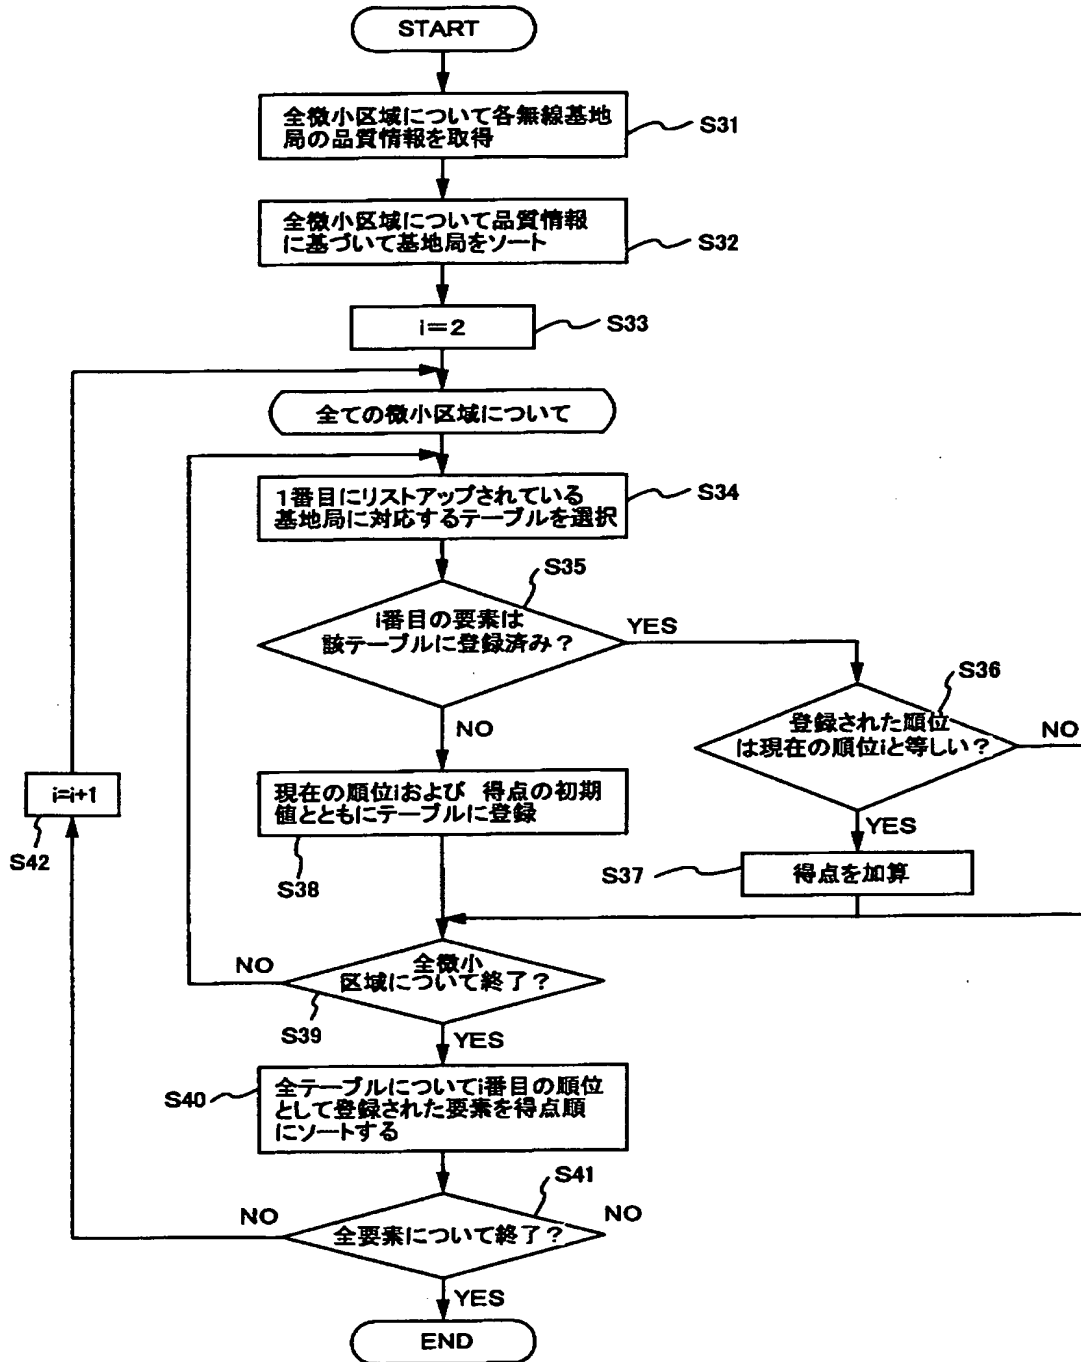 START
全微小区域について各無線基地
局の品質情報を取得
S31
全微小区域について品質情報
に基づいて基地局をソート
S32
i=2
S33
全ての微小区域について
1番目にリストアップされている
基地局に対応するテーブルを選択
S34
S35
i番目の要素は
該テーブルに登録済み？
YES
NO
S36
登録された順位
は現在の順位iと等しい？
NO
YES
現在の順位iおよび 得点の初期
値とともにテーブルに登録
S38
S37
得点を加算
i=i+1
S42
全微小
区域について終了？
NO
S39
YES
S40
全テーブルについてi番目の順位
として登録された要素を得点順
にソートする
S41
NO
全要素について終了？
NO
YES
END